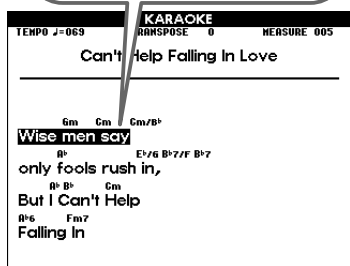 KARAOKE
TEMPO ♩=069 RANSPOSE 0 MEASURE 005
Can't Help Falling In Love
Gm Cm Cm/B♭
Wise men say
A♭ E♭/G B♭7/F B♭7
only fools rush in,
A♭ B♭ Cm
But I Can't Help
A♭6 Fm7
Falling In